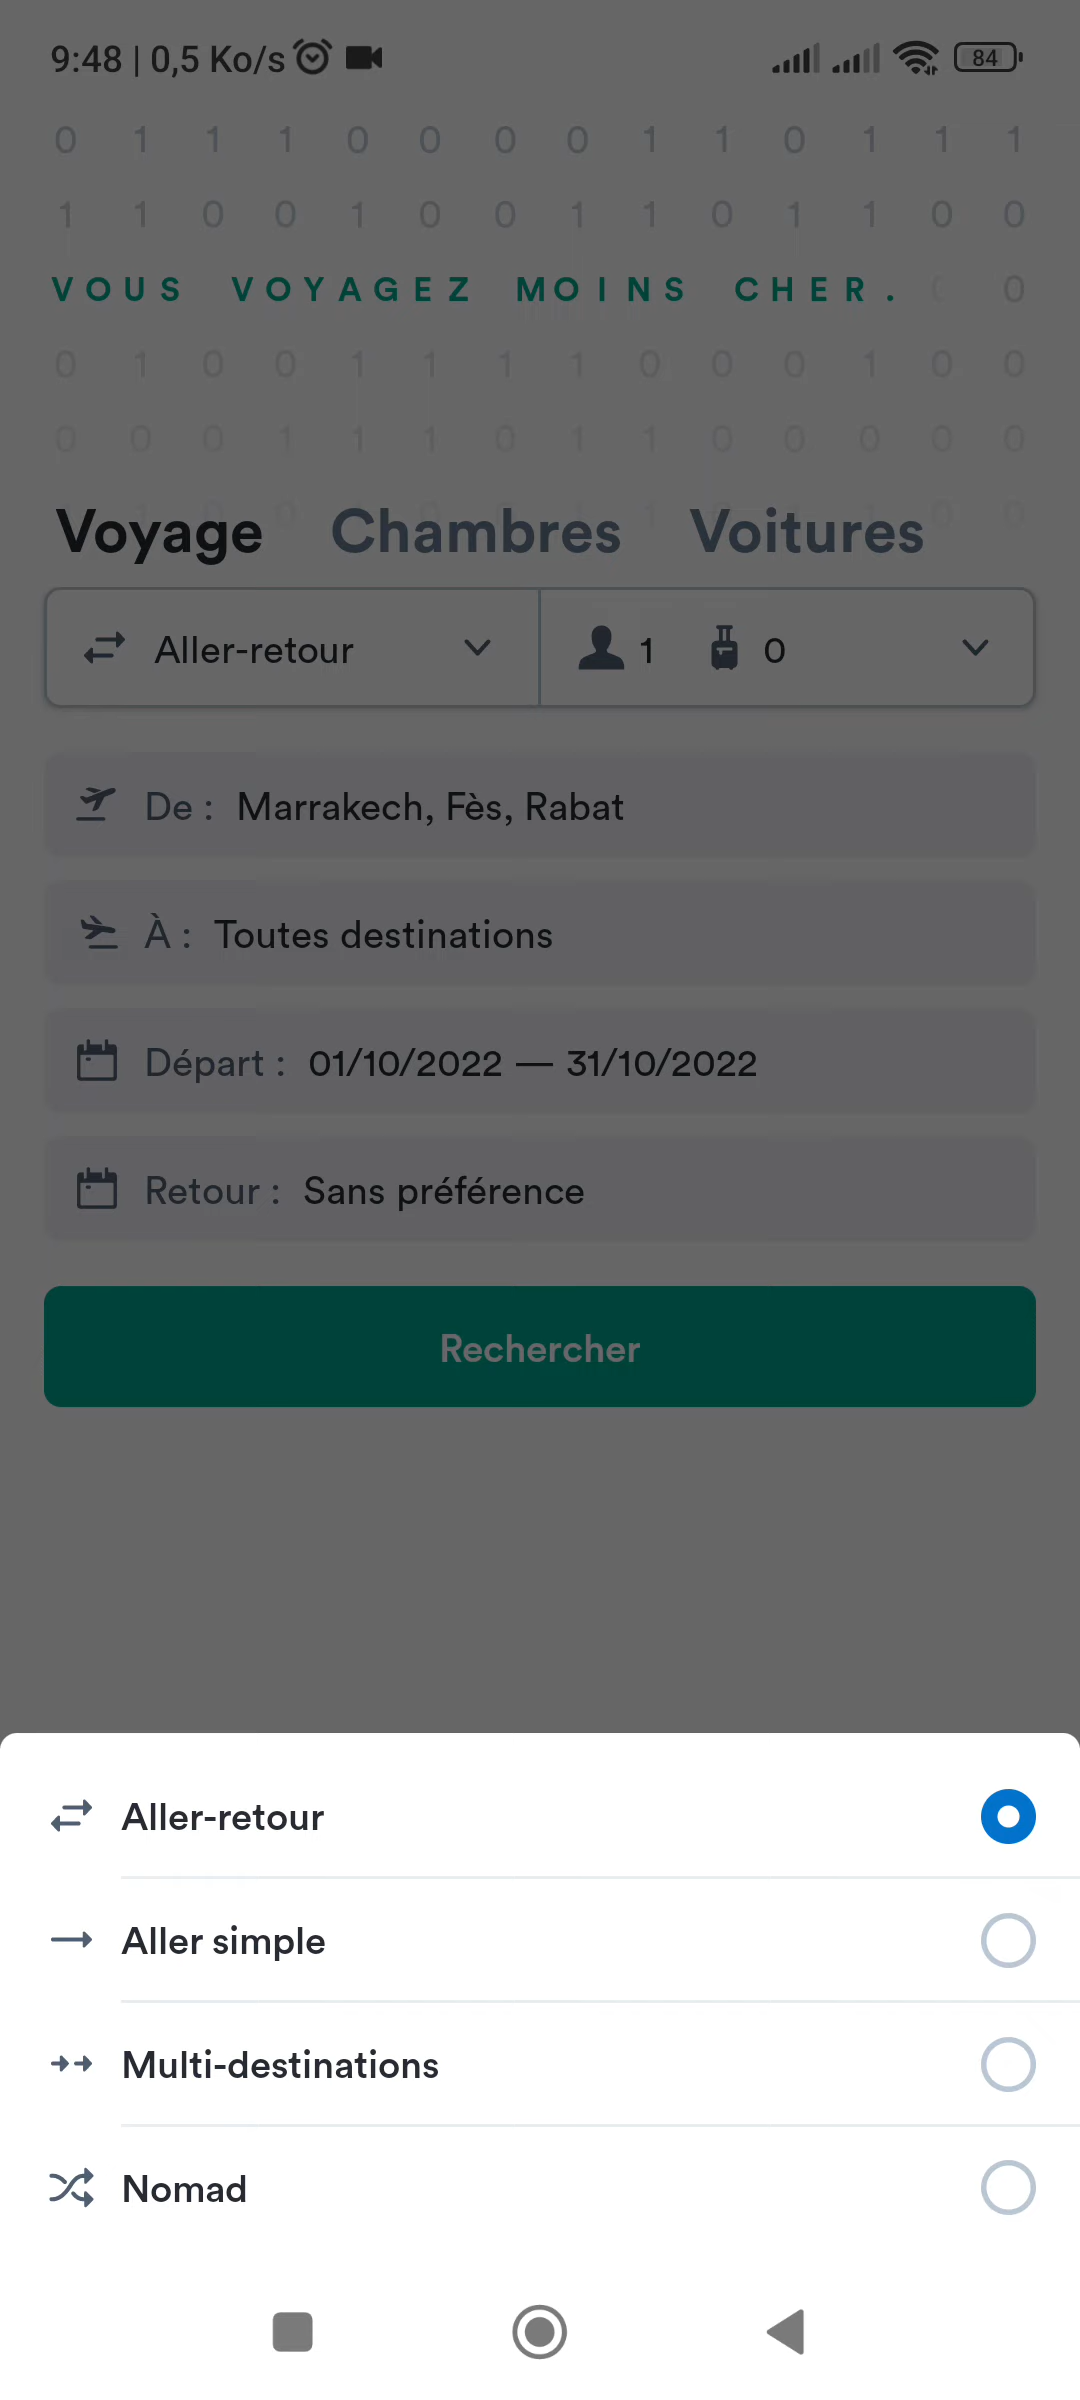 9:48 | 0,5 Ko/s 84
0 1 1 1 0 0 0 0 1 1 0 1 1 1
1 1 0 0 1 0 0 1 1 0 1 1 0 0
VOUS VOYAGEZ MOINS CHER. 0 0
0 1 0 0 1 1 1 1 0 0 0 1 0 0
0 0 0 1 1 1 0 1 1 0 0 0 0 0
Voyage Chambres Voitures
Aller-retour 1 0
De : Marrakech, Fès, Rabat
À : Toutes destinations
Départ : 01/10/2022 — 31/10/2022
Retour : Sans préférence
Rechercher
Aller-retour
Aller simple
Multi-destinations
Nomad